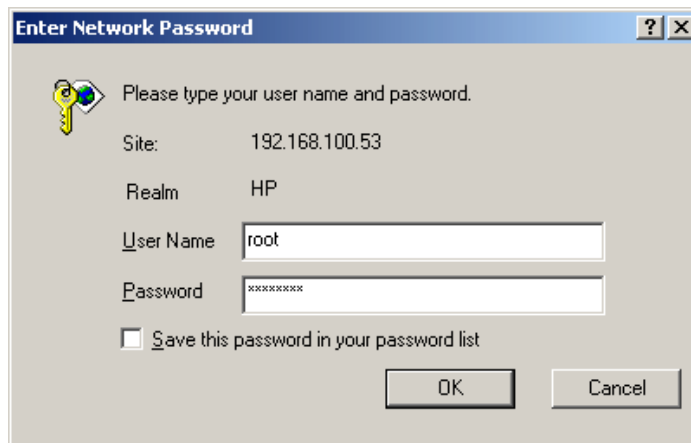 Enter Network Password
Please type your user name and password.
Site: 192.168.100.53
Realm HP
User Name root
Password xxxxxxxx
Save this password in your password list
OK Cancel